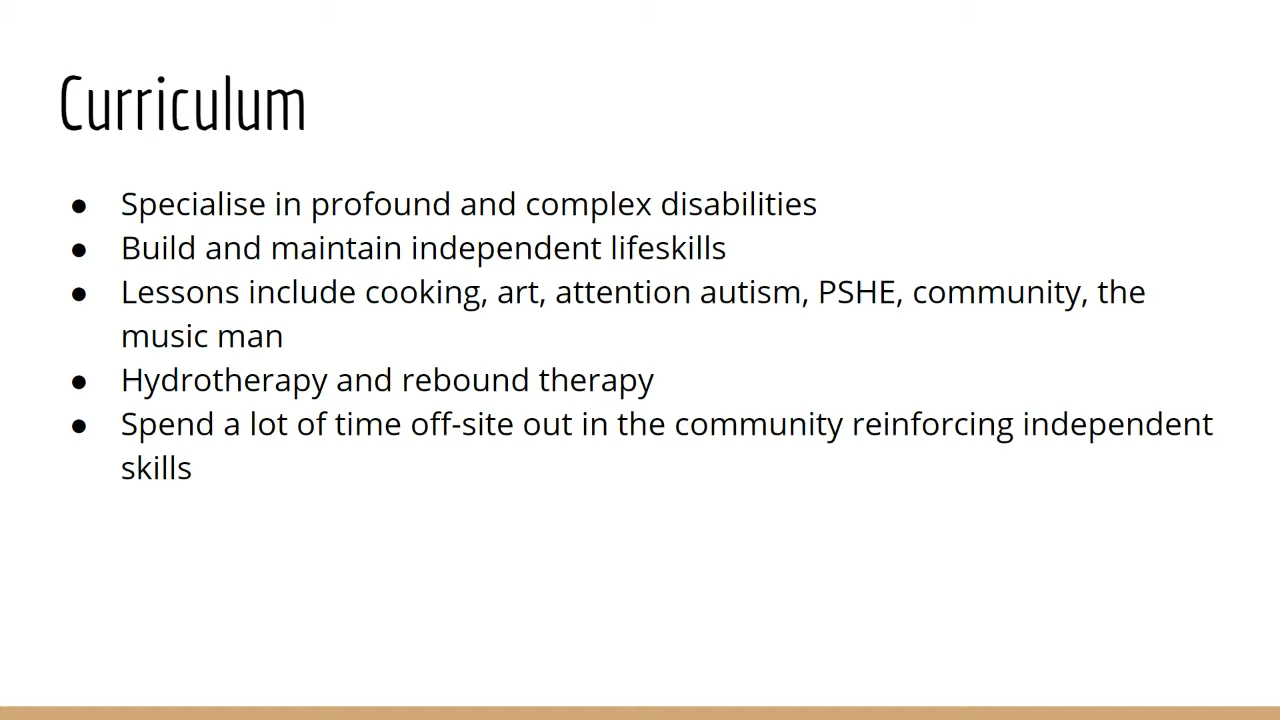 Curriculum
● Specialise in profound and complex disabilities
● Build and maintain independent lifeskills
● Lessons include cooking, art, attention autism, PSHE, community, the
music man
● Hydrotherapy and rebound therapy
● Spend a lot of time off-site out in the community reinforcing independent
skills